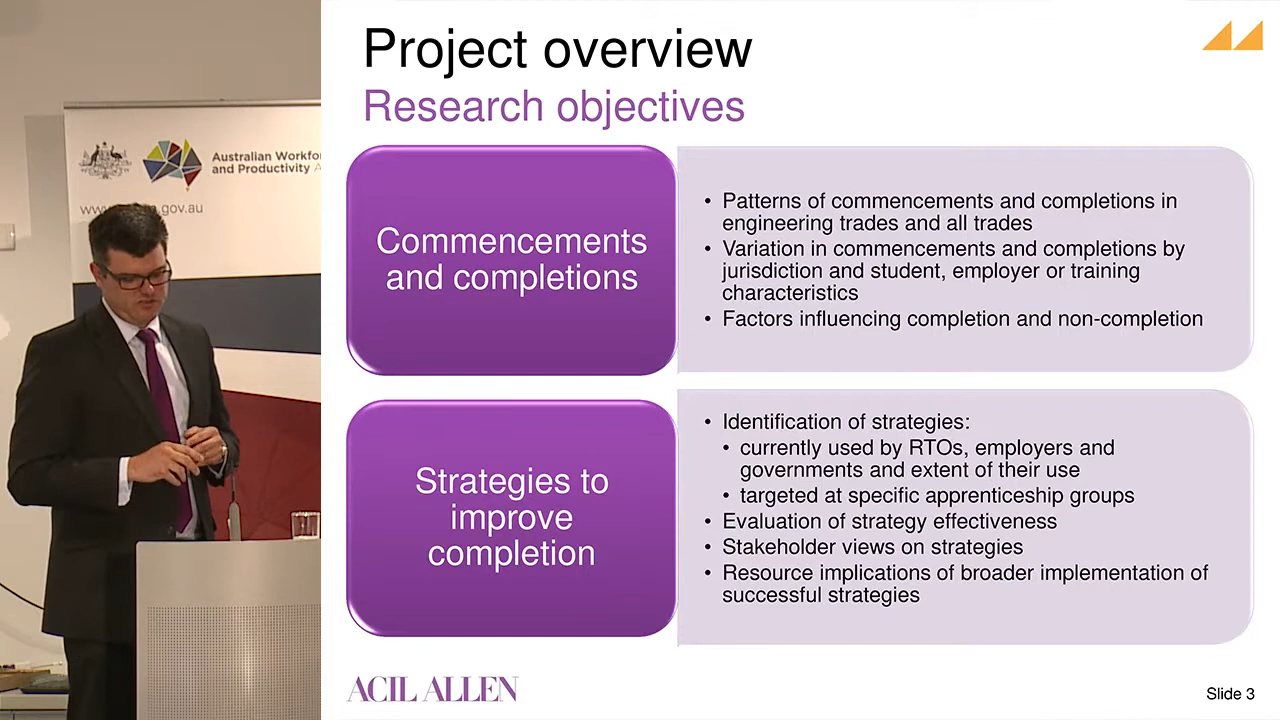 Project overview
Research objectives
Australian Workfo
and Productivity A
.gov.au
Commencements
and completions
• Patterns of commencements and completions in
engineering trades and all trades
• Variation in commencements and completions by
jurisdiction and student, employer or training
characteristics
• Factors influencing completion and non-completion
Strategies to
improve
completion
• Identification of strategies:
• currently used by RTOs, employers and
governments and extent of their use
• targeted at specific apprenticeship groups
• Evaluation of strategy effectiveness
• Stakeholder views on strategies
• Resource implications of broader implementation of
successful strategies
ACIL ALLEN
Slide 3